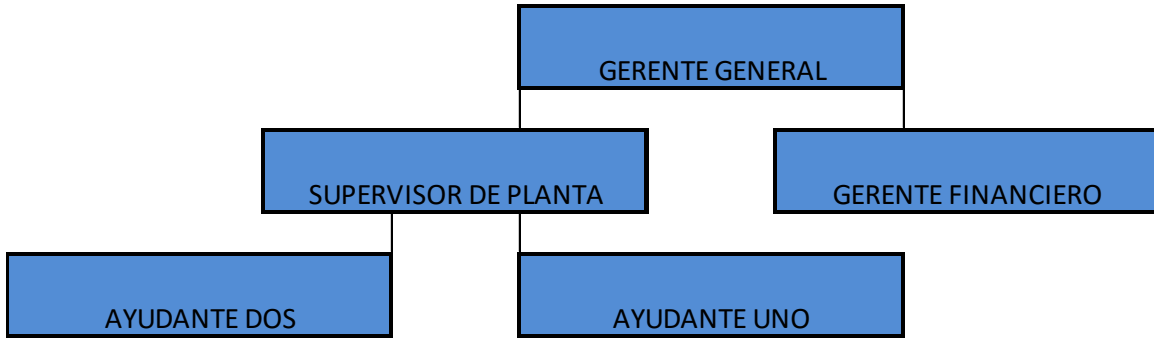 GERENTE GENERAL
SUPERVISOR DE PLANTA
GERENTE FINANCIERO
AYUDANTE DOS
AYUDANTE UNO